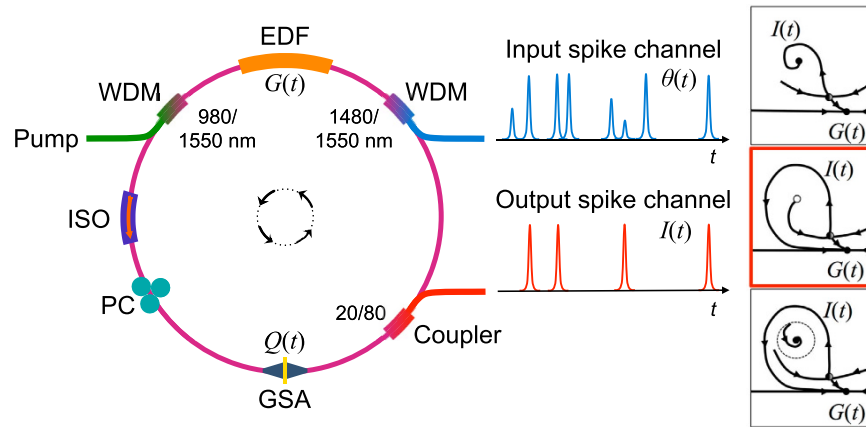 EDF
G(t)
WDM
WDM
980/
1550 nm
1480/
1550 nm
Pump
ISO
PC
Q(t)
GSA
20/80
Coupler
Input spike channel
θ(t)
t
Output spike channel
I(t)
t
I(t)
G(t)
I(t)
G(t)
I(t)
G(t)